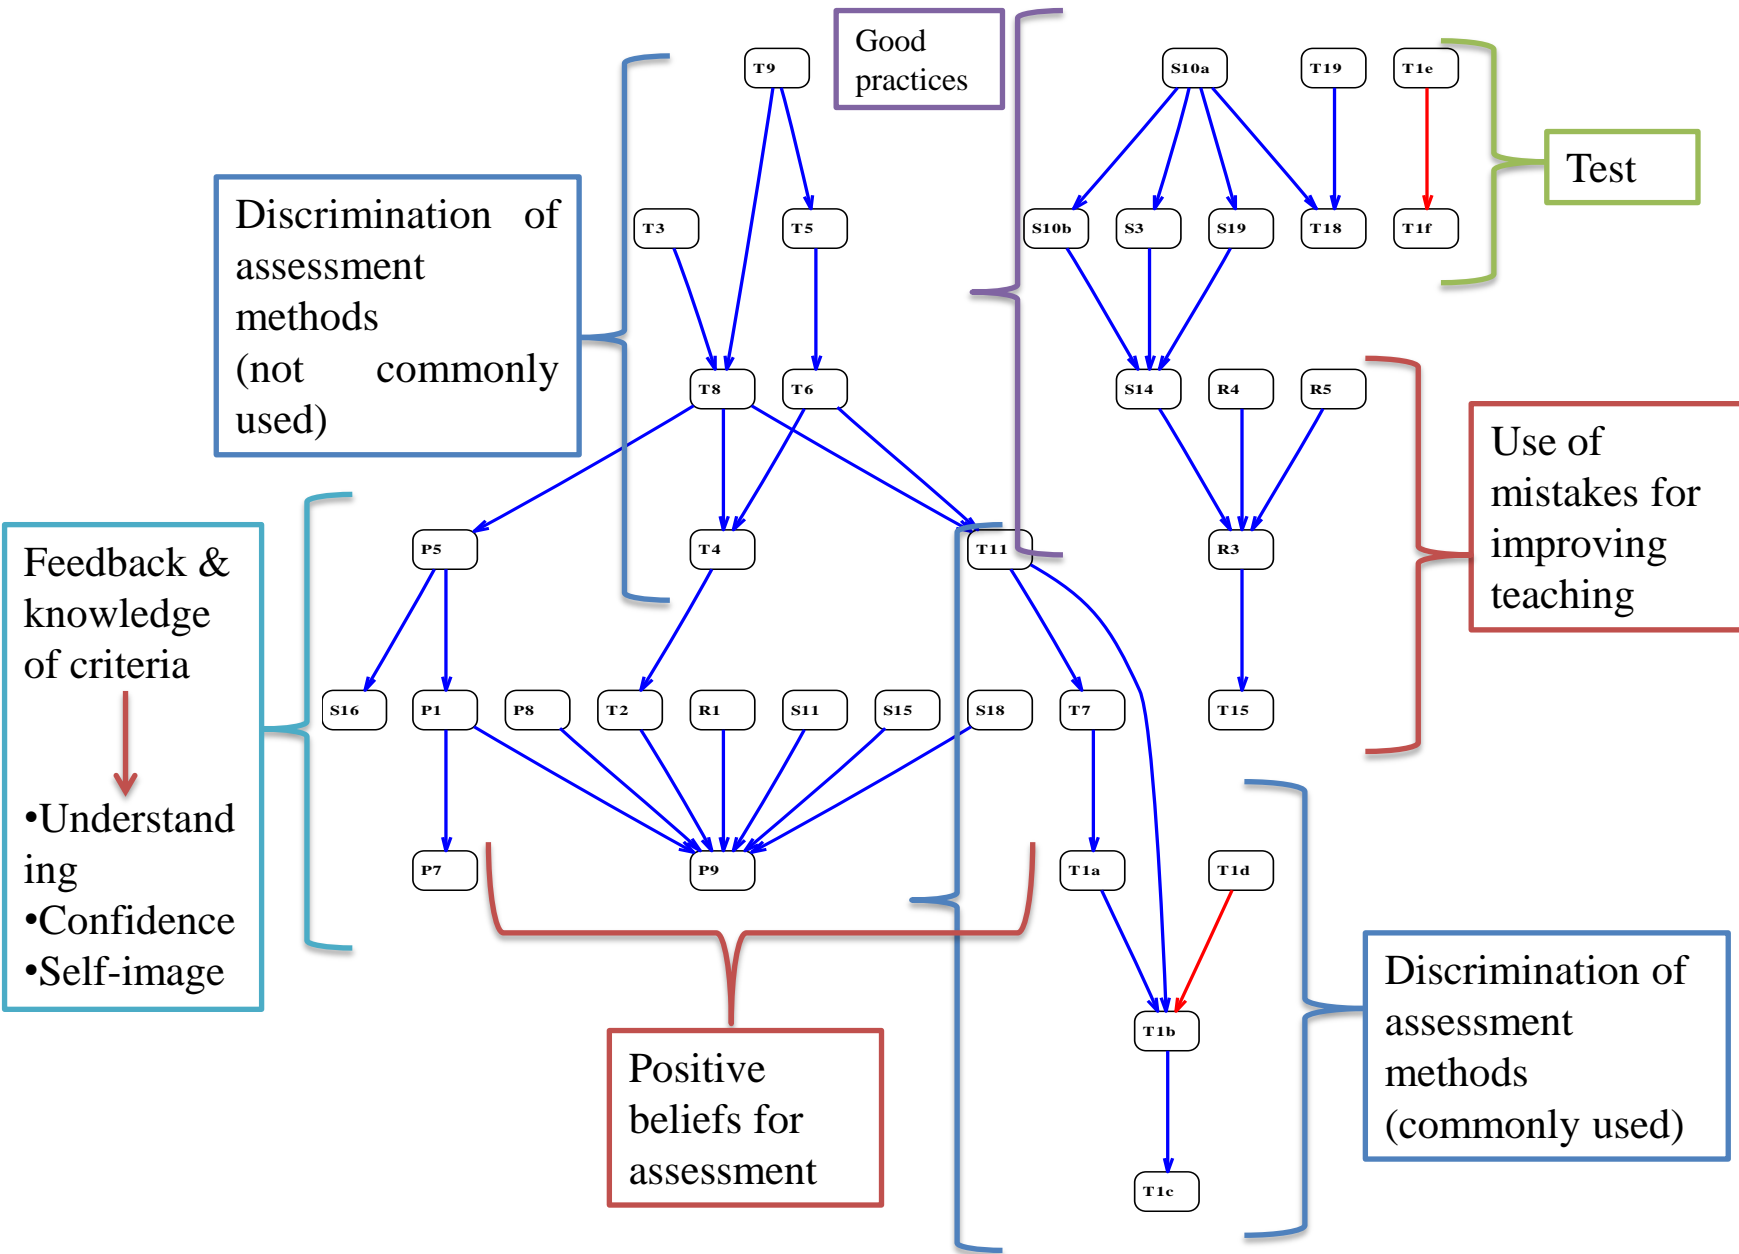 Good
practices
T9
S10a
T19
T1e
Test
Discrimination of
assessment
methods
(not commonly
used)
T3
T5
S10b
S3
S19
T18
T1f
T8
T6
S14
R4
R5
Use of
mistakes for
improving
teaching
Feedback &
knowledge
of criteria
•Understand
ing
•Confidence
•Self-image
P5
T4
T11
R3
S16
P1
P8
T2
R1
S11
S15
S18
T7
T15
P7
P9
T1a
T1d
Positive
beliefs for
assessment
T1b
Discrimination of
assessment
methods
(commonly used)
T1c